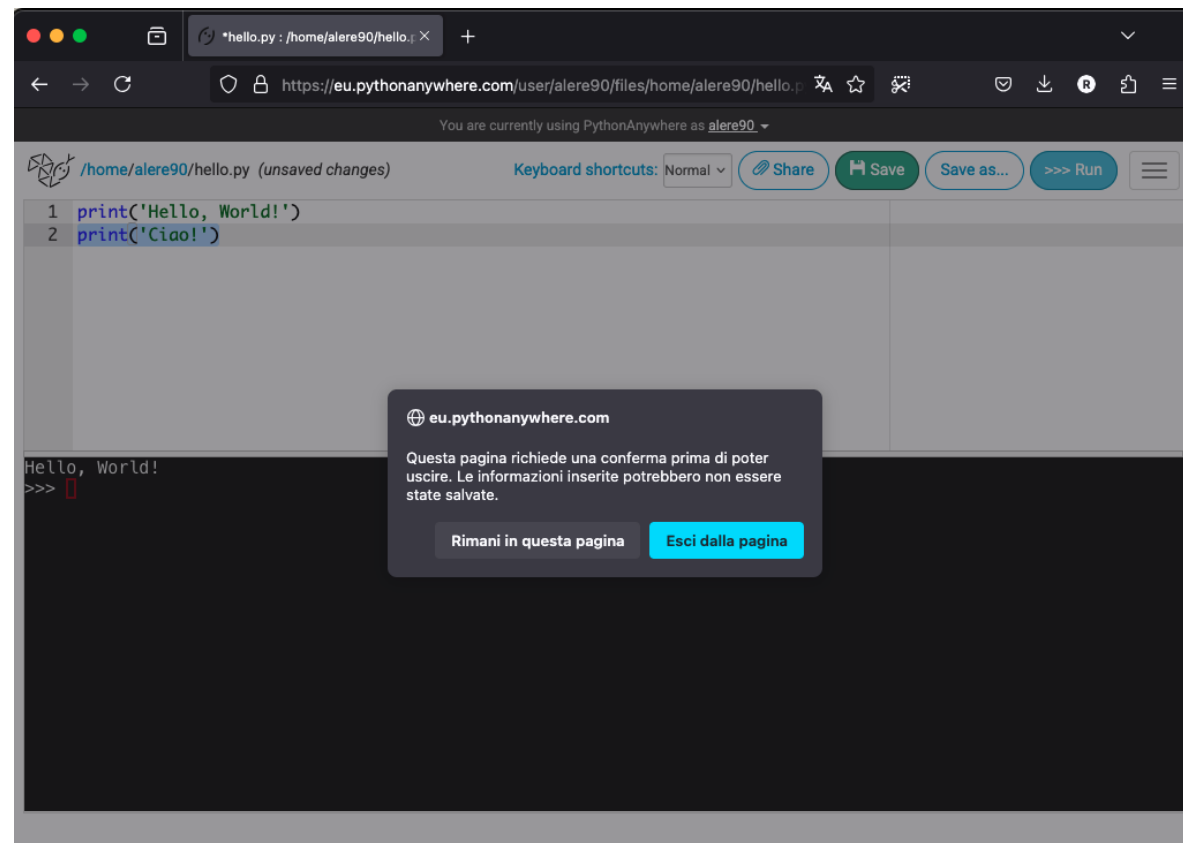 *hello.py : /home/alere90/hello.p
https://eu.pythonanywhere.com/user/alere90/files/home/alere90/hello.p
You are currently using PythonAnywhere as alere90
/home/alere90/hello.py (unsaved changes) Keyboard shortcuts: Normal Share Save Save as... >>> Run
1 print('Hello, World!')
2 print('Ciao!')
eu.pythonanywhere.com
Questa pagina richiede una conferma prima di poter
uscire. Le informazioni inserite potrebbero non essere
state salvate.
Rimani in questa pagina Esci dalla pagina
Hello, World!
>>>